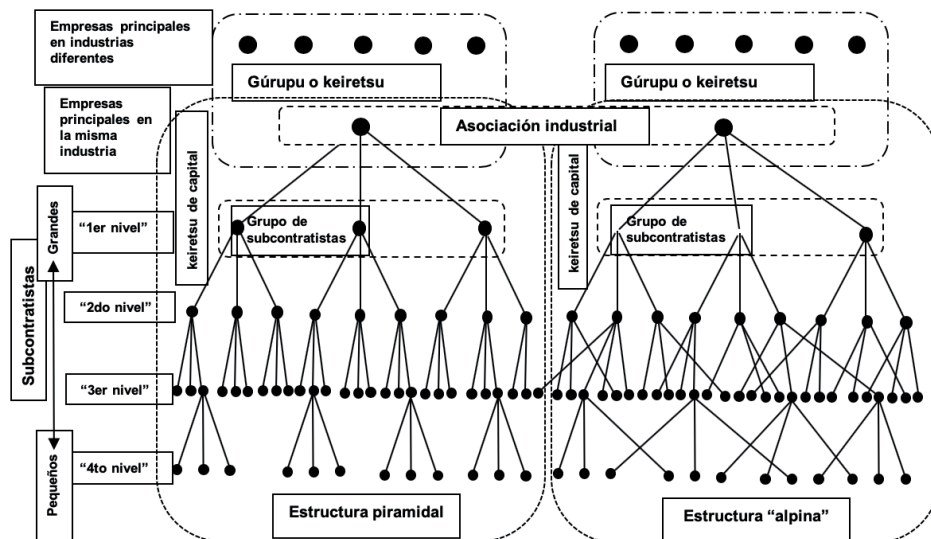 Empresas principales
en industrias
diferentes
Gúrupu o keiretsu
Gúrupu o keiretsu
Empresas
principales en
la misma
industria
Asociación industrial
keiretsu de capital
keiretsu de capital
Subcontratistas
Grandes
“1er nivel”
Grupo de
subcontratistas
Grupo de
subcontratistas
“2do nivel”
“3er nivel”
Pequeños
“4to nivel”
Estructura piramidal
Estructura “alpina”